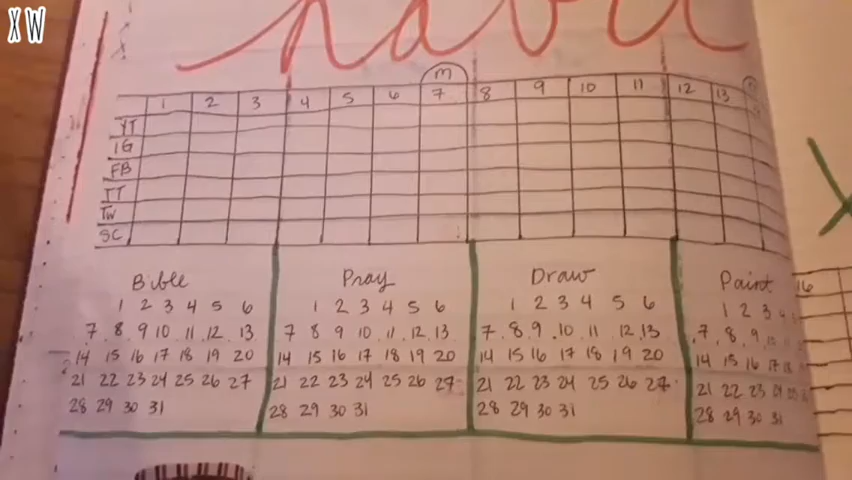 XW
habit
m
1 2 3 4 5 6 7 8 9 10 11 12 13
YT
IG
FB
TT
TW
SC
Bible Pray Draw Paint 16
1 2 3 4 5 6 1 2 3 4 5 6 1 2 3 4 5 6 1 2 3 4
7 8 9 10 11 12 13 7 8 9 10 11 12 13 7 8 9 10 11 12 13 7 8 9 10 11
14 15 16 17 18 19 20 14 15 16 17 18 19 20 14 15 16 17 18 19 20 14 15 16 17 18
21 22 23 24 25 26 27 21 22 23 24 25 26 27 21 22 23 24 25 26 27 21 22 23 24 25
28 29 30 31 28 29 30 31 28 29 30 31 28 29 30 31